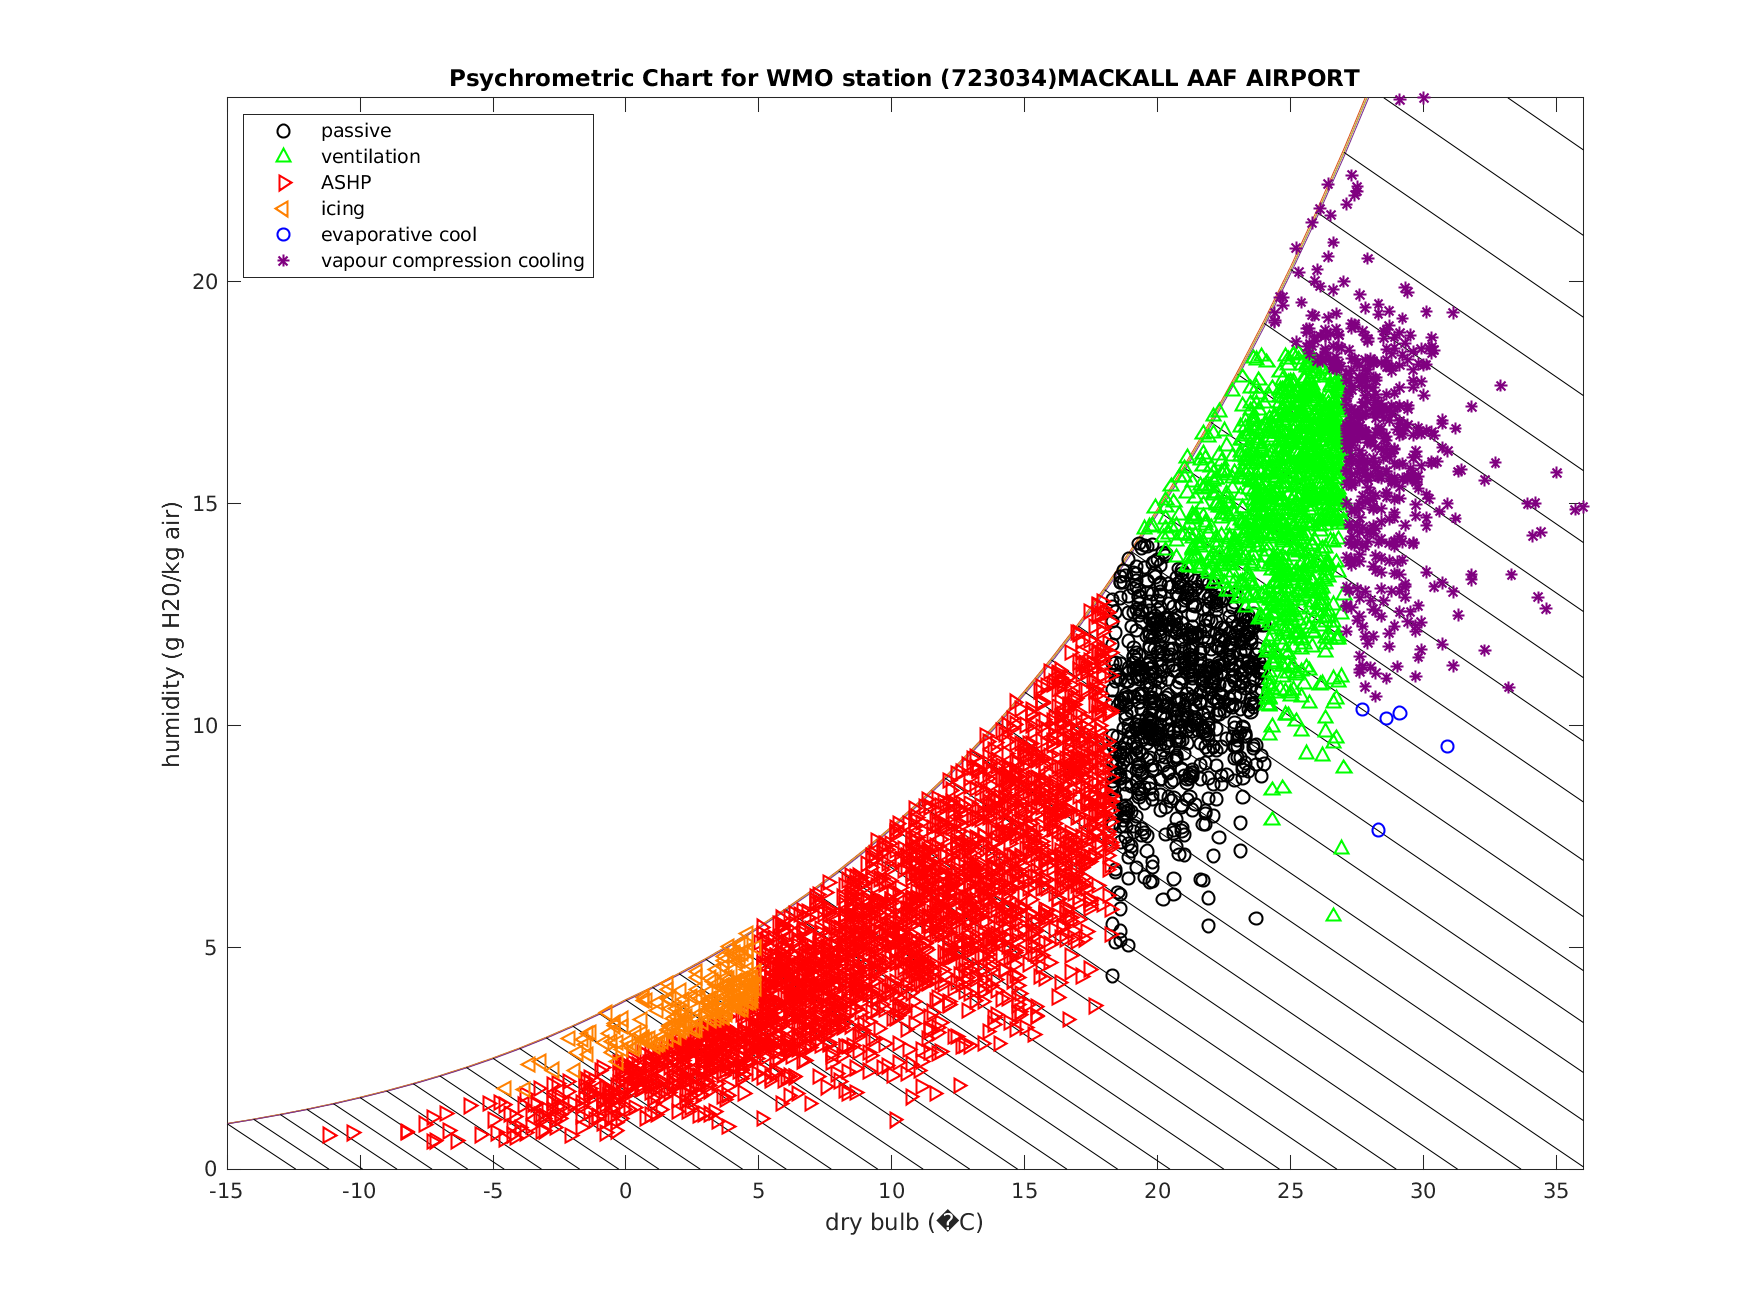 Psychrometric Chart for WMO station (723034)MACKALL AAF AIRPORT
passive
ventilation
ASHP
icing
evaporative cool
vapour compression cooling
humidity (g H20/kg air)
20
15
10
5
0
-15 -10 -5 0 5 10 15 20 25 30 35
dry bulb (�C)